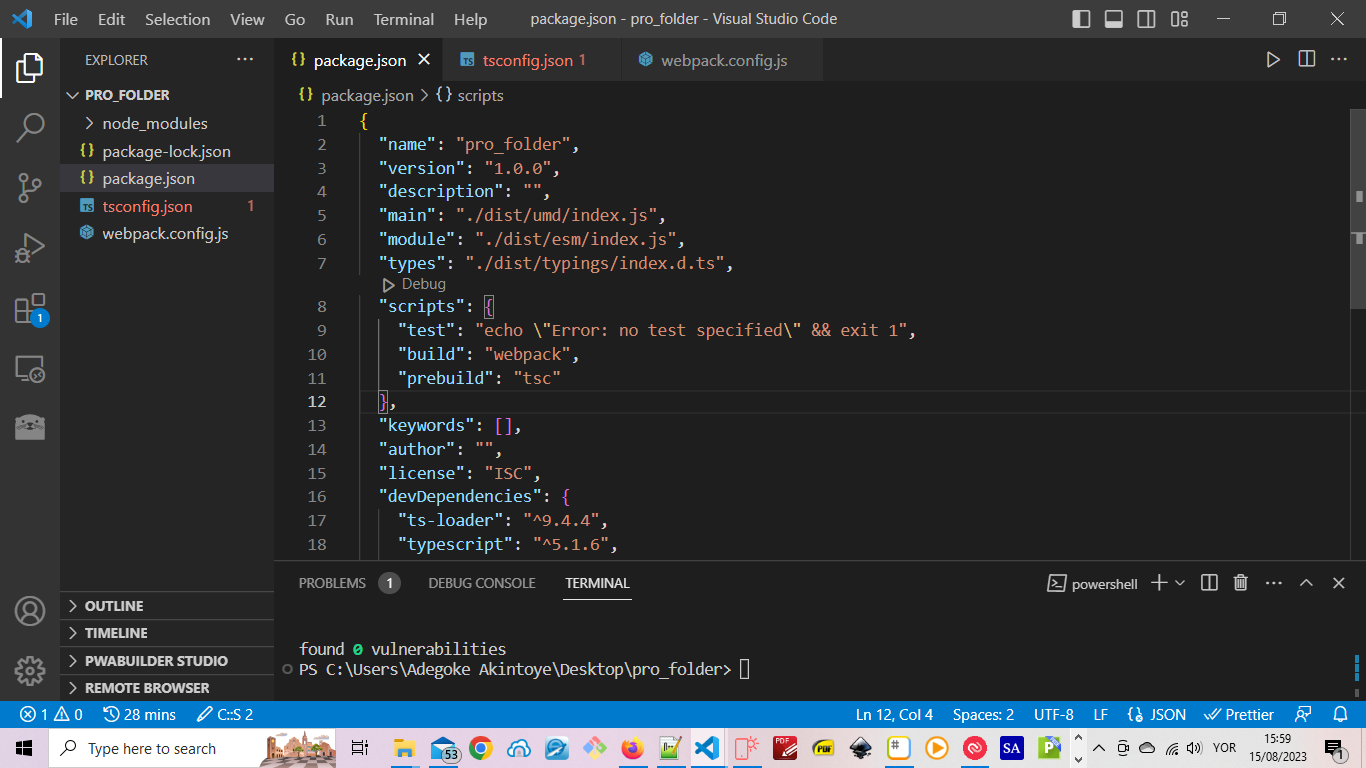 File Edit Selection View Go Run Terminal Help package.json - pro_folder - Visual Studio Code
EXPLORER
PRO_FOLDER
node_modules
package-lock.json
package.json
tsconfig.json 1
webpack.config.js
1
OUTLINE
TIMELINE
PWABUILDER STUDIO
REMOTE BROWSER
package.json tsconfig.json 1 webpack.config.js
package.json > scripts
1 {
2 "name": "pro_folder",
3 "version": "1.0.0",
4 "description": "",
5 "main": "./dist/umd/index.js",
6 "module": "./dist/esm/index.js",
7 "types": "./dist/typings/index.d.ts",
Debug
8 "scripts": {
9 "test": "echo \"Error: no test specified\" && exit 1",
10 "build": "webpack",
11 "prebuild": "tsc"
12 },
13 "keywords": [],
14 "author": "",
15 "license": "ISC",
16 "devDependencies": {
17 "ts-loader": "^9.4.4",
18 "typescript": "^5.1.6",
PROBLEMS 1 DEBUG CONSOLE TERMINAL powershell
found 0 vulnerabilities
PS C:\Users\Adegoke Akintoye\Desktop\pro_folder>
1 0 28 mins C::S 2 Ln 12, Col 4 Spaces: 2 UTF-8 LF {} JSON Prettier
Type here to search 53 PDF PDF SA P YOR 15:59
15/08/2023 1